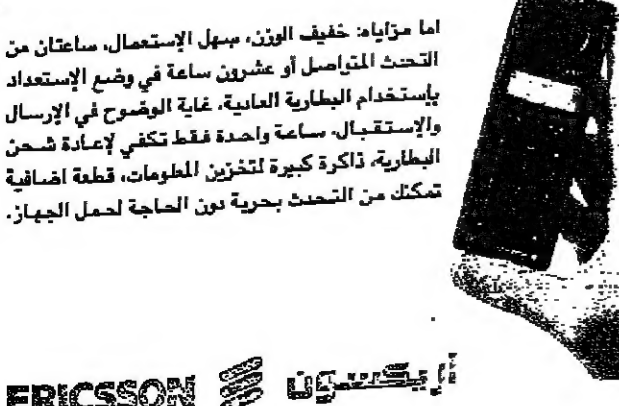 اما مزاياه: خفيف الوزن، سهل الإستعمال، ساعتان من
التحدث المتواصل أو عشرون ساعة في وضع الإستعداد
بإستخدام البطارية العادية، غاية الوضوح في الإرسال
والإستقبال، ساعة واحدة فقط تكفي لإعادة شحن
البطارية، ذاكرة كبيرة لتخزين المعلومات، قطعة اضافية
تمكنك من التحدث بحرية دون الحاجة لحمل الجهاز.
اريكسون ERICSSON